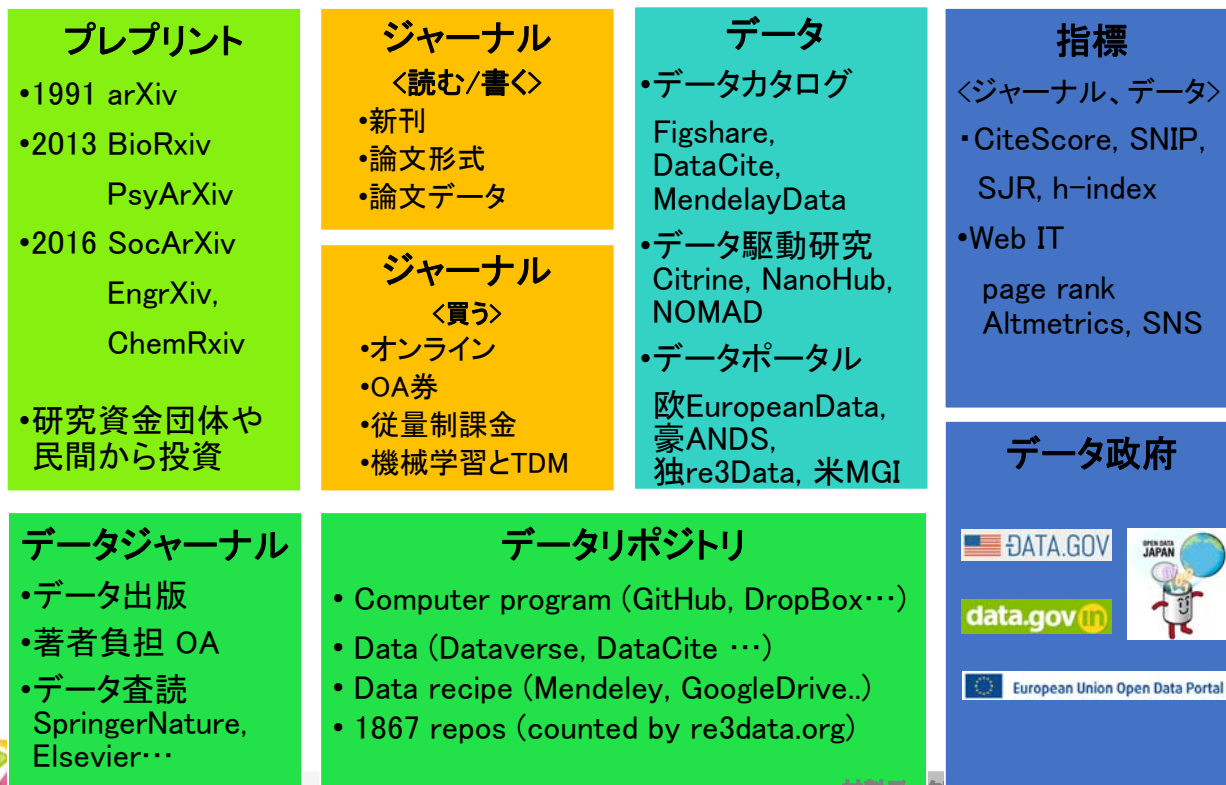 プレプリント
•1991 arXiv
•2013 BioRxiv
PsyArXiv
•2016 SocArXiv
EngrXiv,
ChemRxiv
•研究資金団体や
民間から投資
ジャーナル
<読む/書く>
•新刊
•論文形式
•論文データ
ジャーナル
<買う>
•オンライン
•OA券
•従量制課金
•機械学習とTDM
データ
•データカタログ
Figshare,
DataCite,
MendelayData
•データ駆動研究
Citrine, NanoHub,
NOMAD
•データポータル
欧EuropeanData,
豪ANDS,
独re3Data, 米MGI
指標
<ジャーナル、データ>
・CiteScore, SNIP,
SJR, h-index
•Web IT
page rank
Altmetrics, SNS
データジャーナル
•データ出版
•著者負担 OA
•データ査読
SpringerNature,
Elsevier…
データリポジトリ
• Computer program (GitHub, DropBox…)
• Data (Dataverse, DataCite …)
• Data recipe (Mendeley, GoogleDrive..)
• 1867 repos (counted by re3data.org)
データ政府
DATA.GOV
OPEN DATA
JAPAN
data.gov in
European Union Open Data Portal